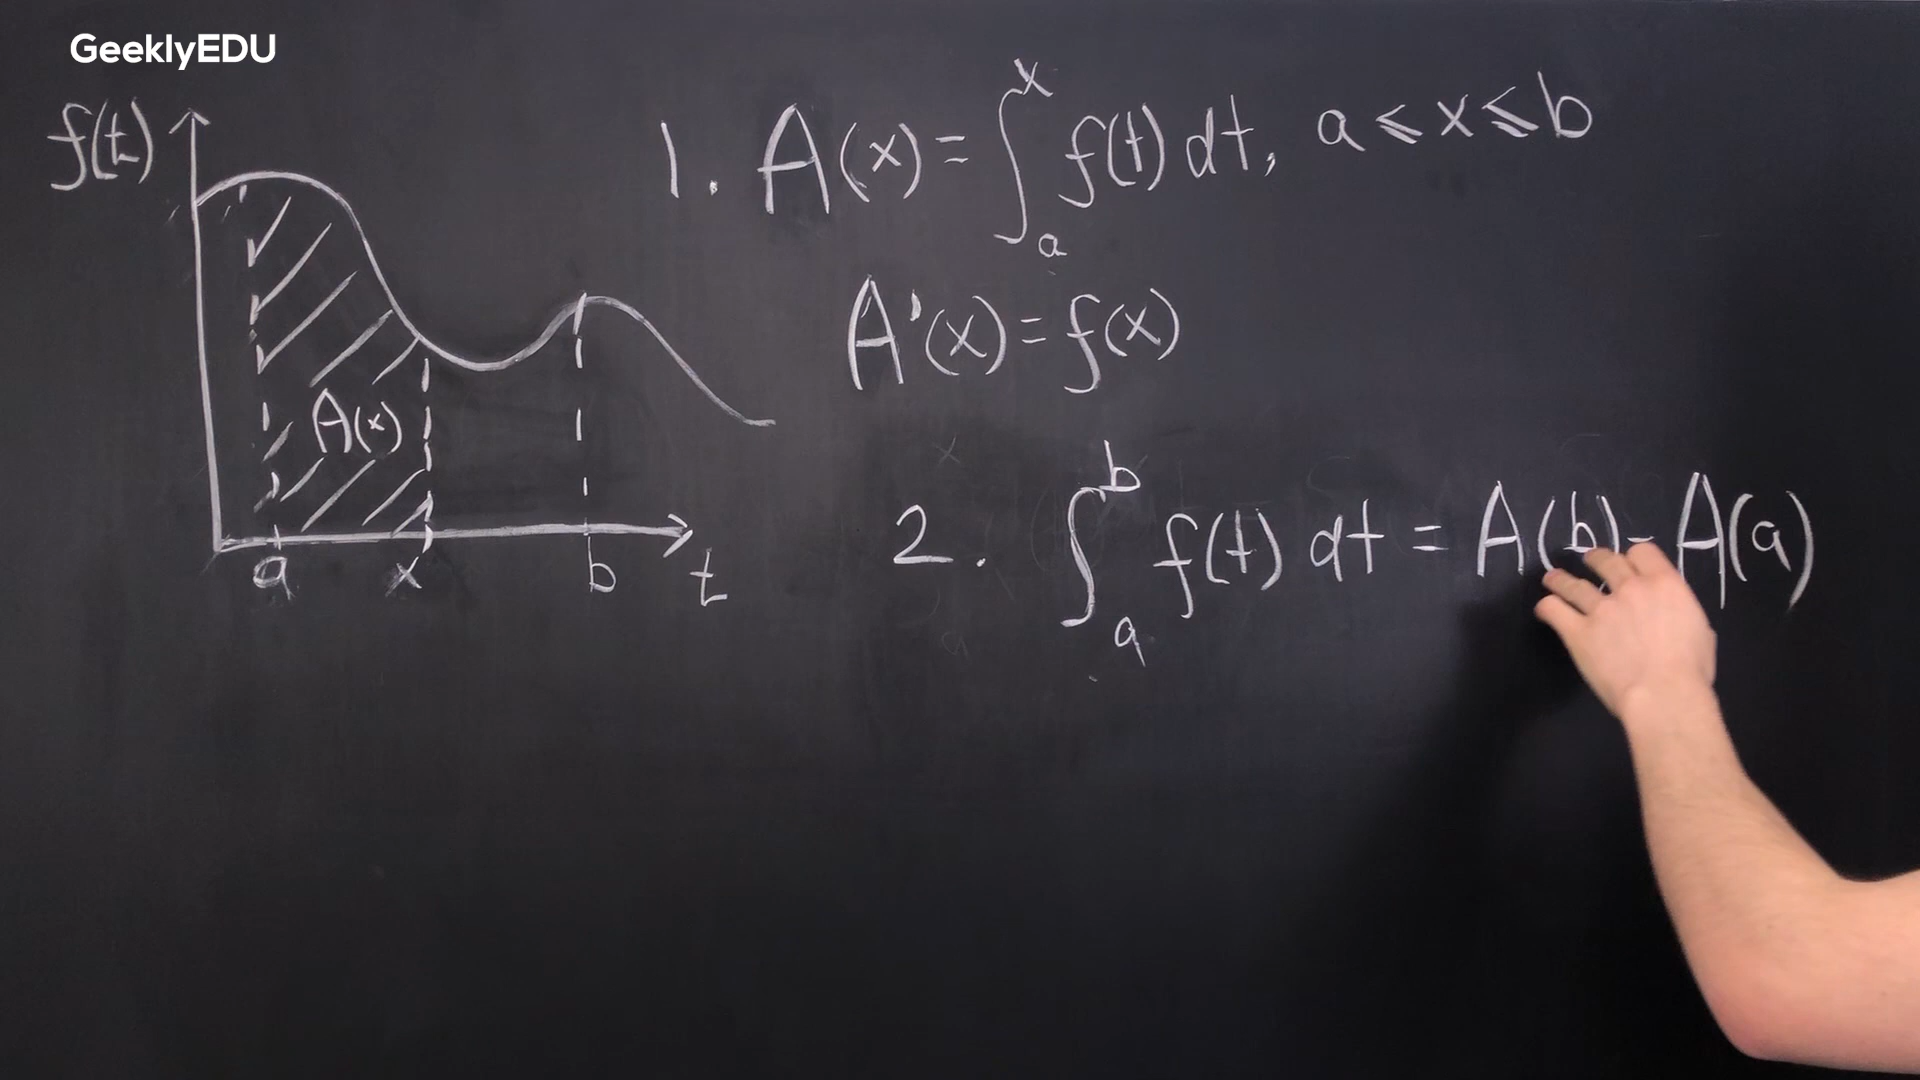 GeeklyEDU
f(t)
1. A(x) = ∫ₐˣ f(t) dt, a ≤ x ≤ b
A'(x) = f(x)
A(x)
2. ∫ₐᵇ f(t) dt = A(b) - A(a)
a x b t